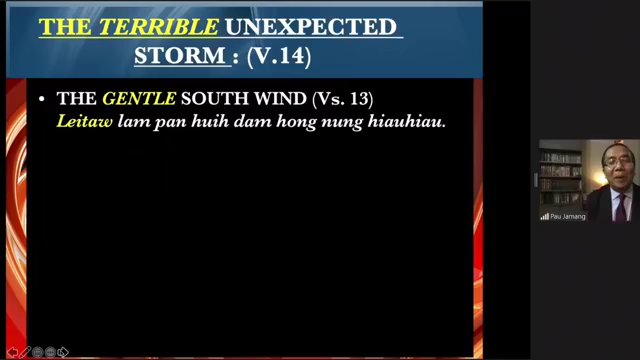 THE TERRIBLE UNEXPECTED
STORM : (V.14)
• THE GENTLE SOUTH WIND (Vs. 13)
Leitaw lam pan huih dam hong nung hiauhiau.
Pau Jamang